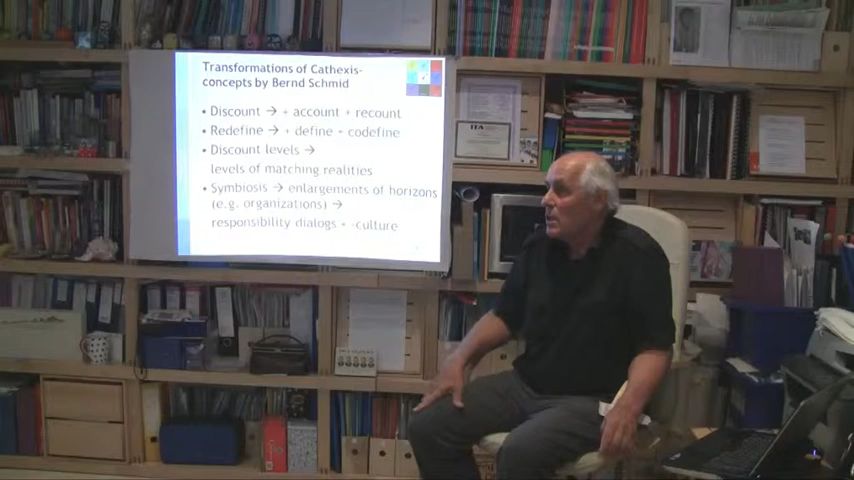 Transformations of Cathexis-
concepts by Bernd Schmid
• Discount → + account + recount
• Redefine → + define + codefine
• Discount levels →
levels of matching realities
• Symbiosis → enlargements of horizons
(e.g. organizations) →
responsibility dialogs + -culture
ITA